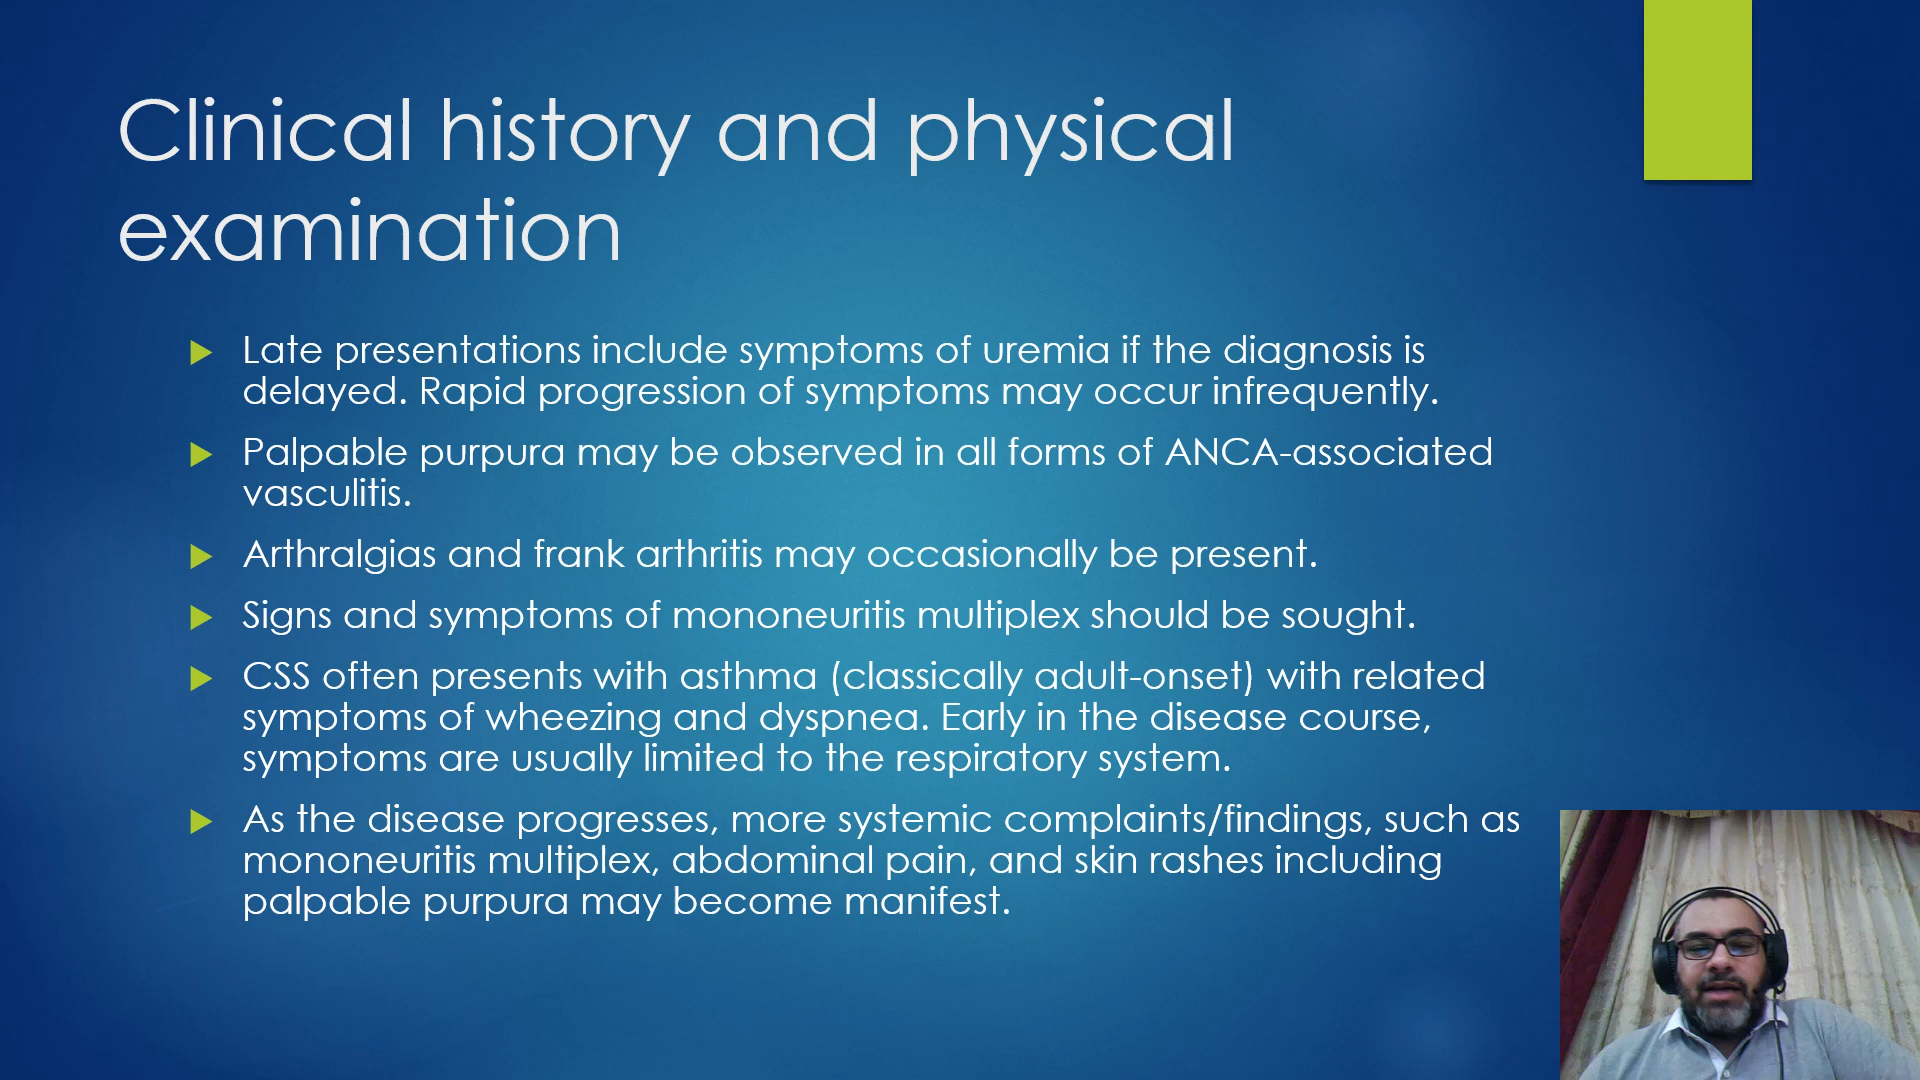 Clinical history and physical
examination
Late presentations include symptoms of uremia if the diagnosis is
delayed. Rapid progression of symptoms may occur infrequently.
Palpable purpura may be observed in all forms of ANCA-associated
vasculitis.
Arthralgias and frank arthritis may occasionally be present.
Signs and symptoms of mononeuritis multiplex should be sought.
CSS often presents with asthma (classically adult-onset) with related
symptoms of wheezing and dyspnea. Early in the disease course,
symptoms are usually limited to the respiratory system.
As the disease progresses, more systemic complaints/findings, such as
mononeuritis multiplex, abdominal pain, and skin rashes including
palpable purpura may become manifest.